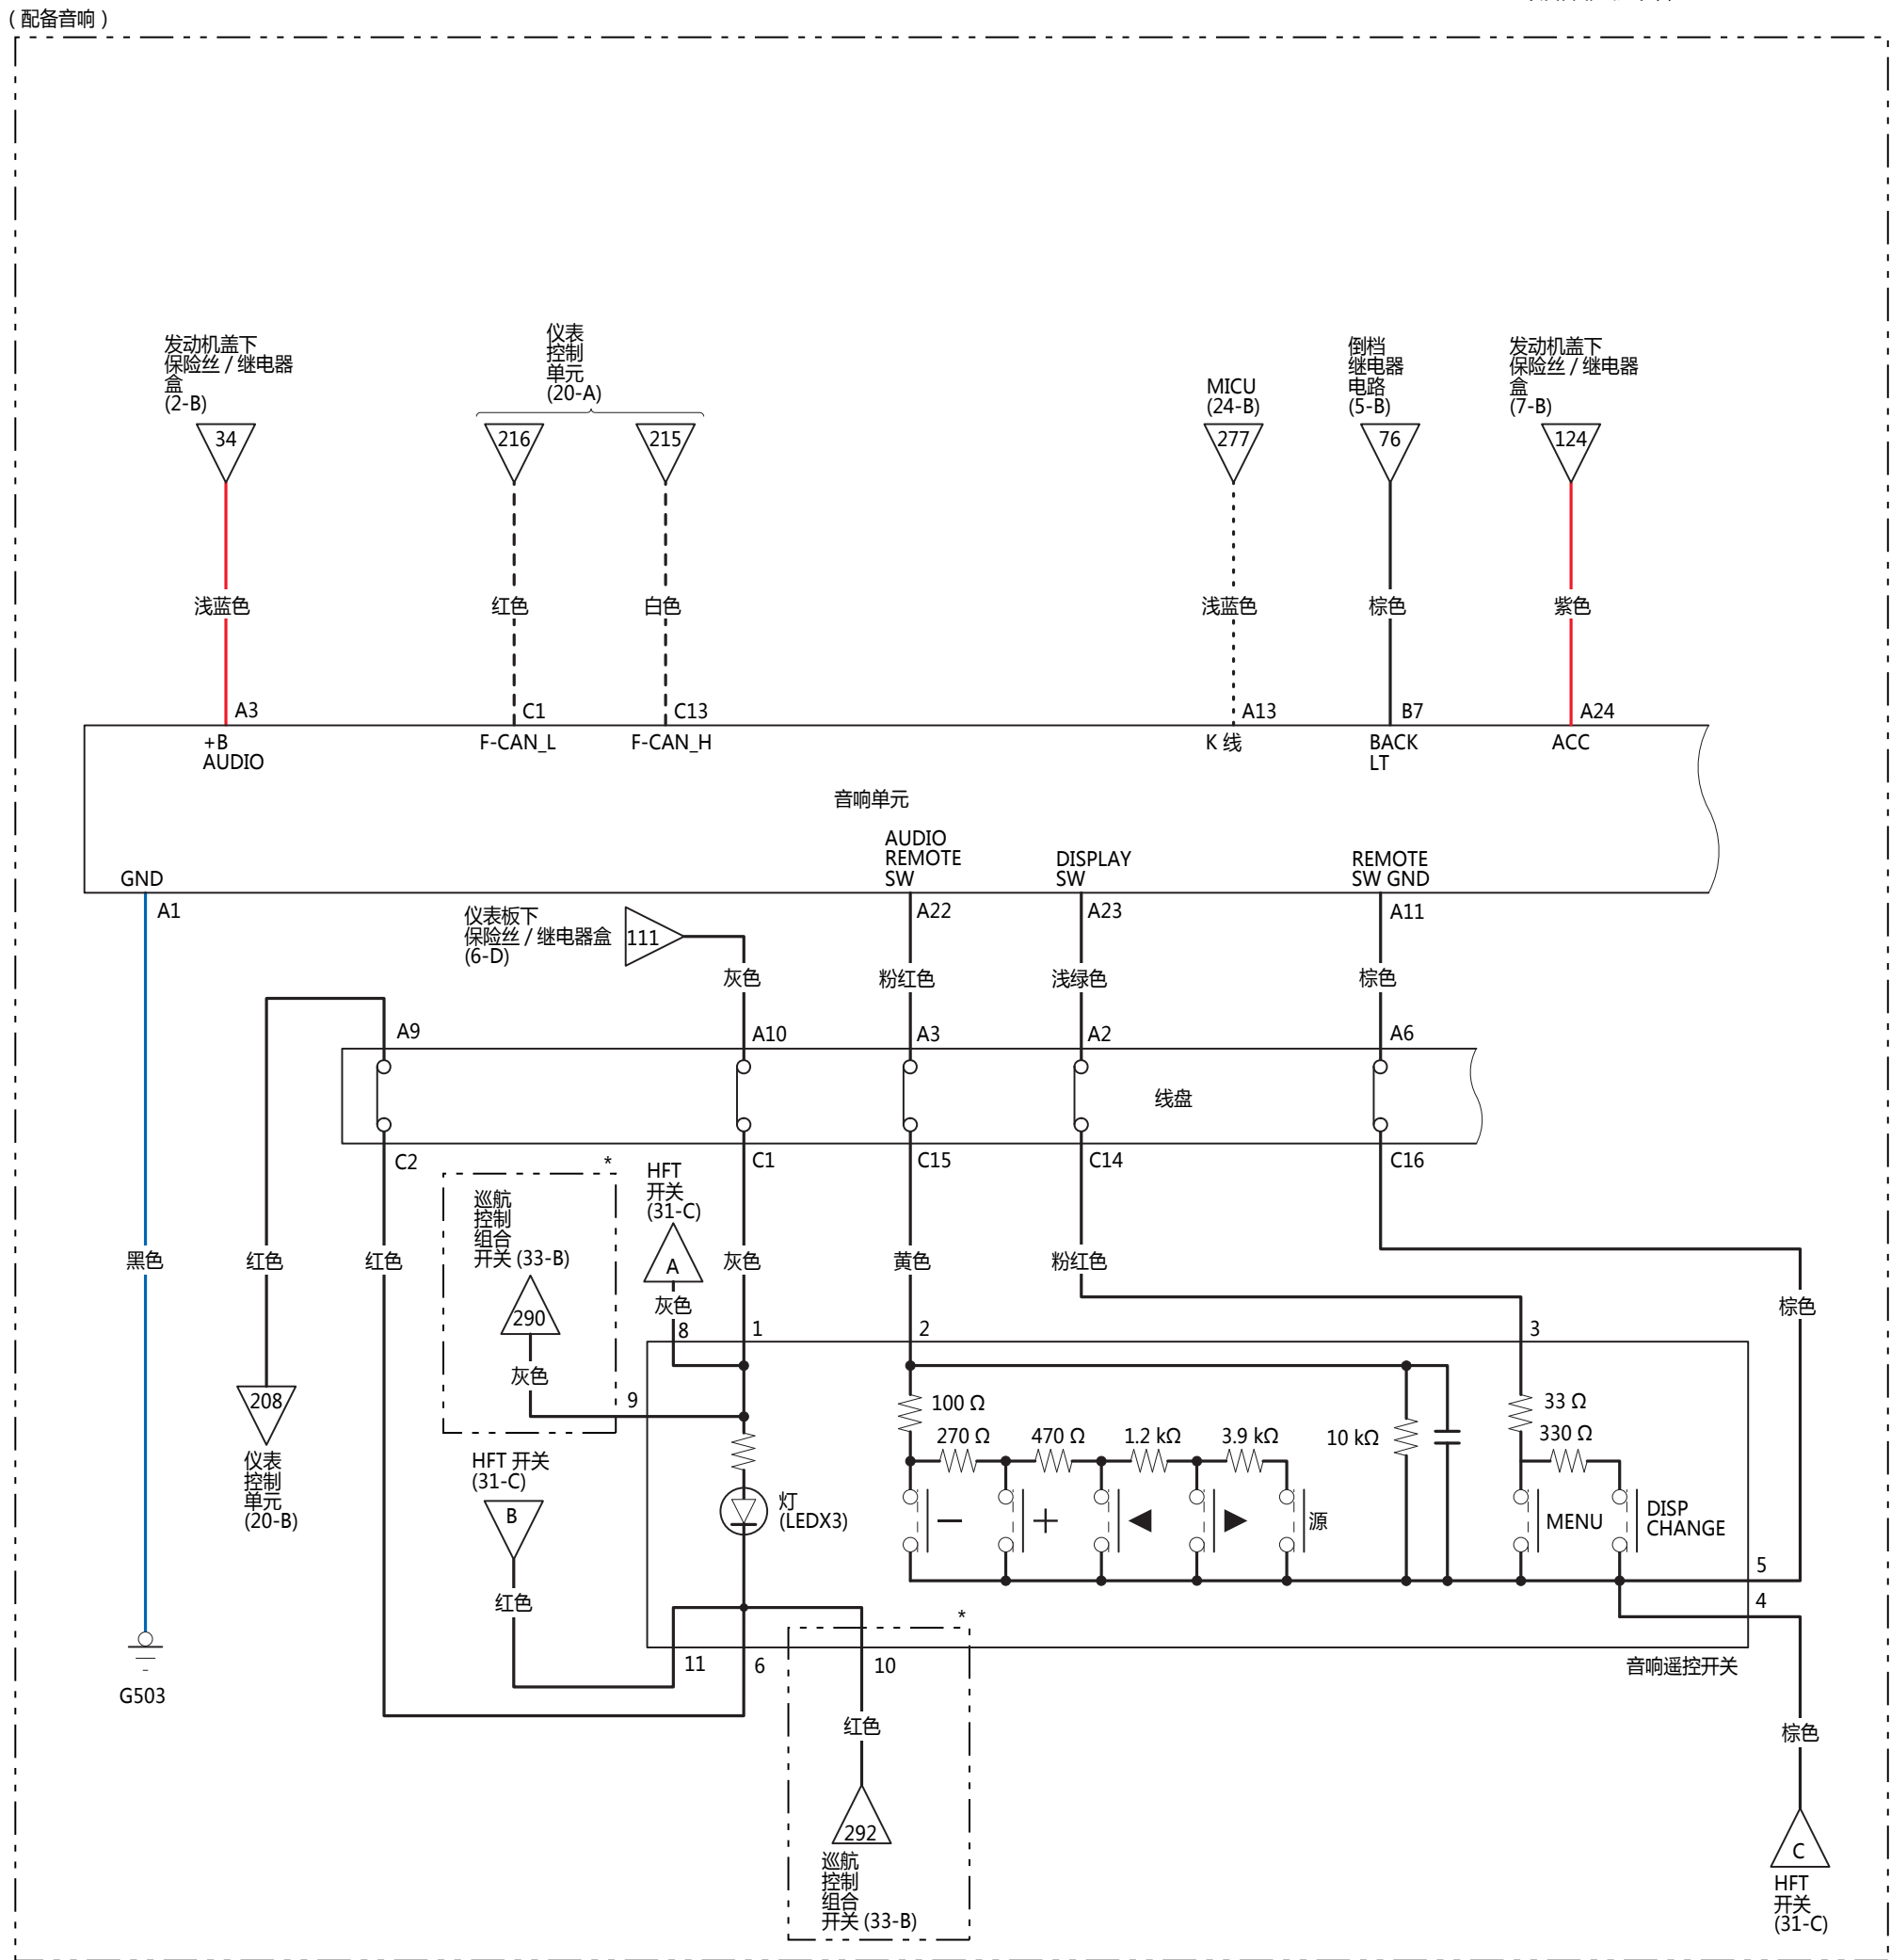 ( 配备音响 )
发动机盖下
保险丝 / 继电器
盒
(2-B)
34
仪表
控制
单元
(20-A)
216
215
MICU
(24-B)
277
倒档
继电器
电路
(5-B)
76
发动机盖下
保险丝 / 继电器
盒
(7-B)
124
浅蓝色
红色
白色
浅蓝色
棕色
紫色
A3
C1
C13
A13
B7
A24
+B
AUDIO
F-CAN_L
F-CAN_H
K 线
BACK
LT
ACC
音响单元
GND
AUDIO
REMOTE
SW
DISPLAY
SW
REMOTE
SW GND
A1
仪表板下
保险丝 / 继电器盒
(6-D)
111
A22
A23
A11
灰色
粉红色
浅绿色
棕色
A9
A10
A3
A2
A6
线盘
C2
C1
C15
C14
C16
*
巡航
控制
组合
开关 (33-B)
290
灰色
HFT
开关
(31-C)
A
灰色
黑色
红色
红色
灰色
黄色
粉红色
棕色
8
1
2
3
9
208
仪表
控制
单元
(20-B)
HFT 开关
(31-C)
B
红色
灯
(LEDX3)
100 Ω
270 Ω
470 Ω
1.2 kΩ
3.9 kΩ
10 kΩ
33 Ω
330 Ω
−
+
◀
▶
源
MENU
DISP
CHANGE
5
4
11
6
10
*
音响遥控开关
G503
红色
292
巡航
控制
组合
开关 (33-B)
棕色
C
HFT
开关
(31-C)